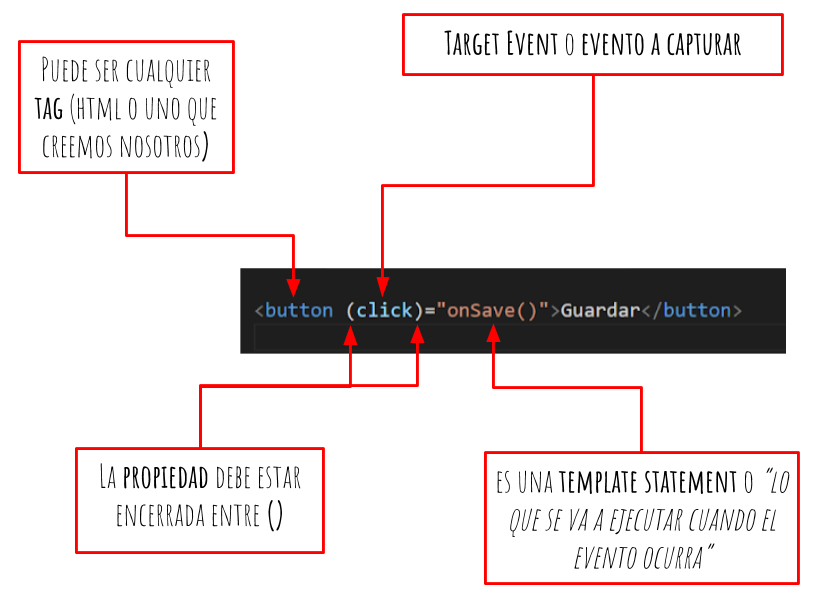 Target Event o evento a capturar
Puede ser cualquier
tag (html o uno que
creemos nosotros)
<button (click)="onSave()">Guardar</button>
La propiedad debe estar
encerrada entre ()
es una template statement o “lo
que se va a ejecutar cuando el
evento ocurra”